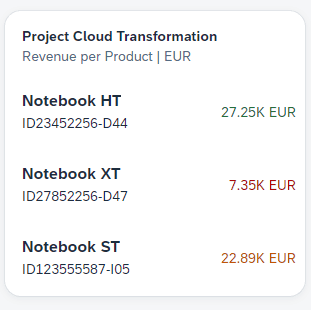 Project Cloud Transformation
Revenue per Product | EUR
Notebook HT
27.25K EUR
ID23452256-D44
Notebook XT
7.35K EUR
ID27852256-D47
Notebook ST
22.89K EUR
ID123555587-I05